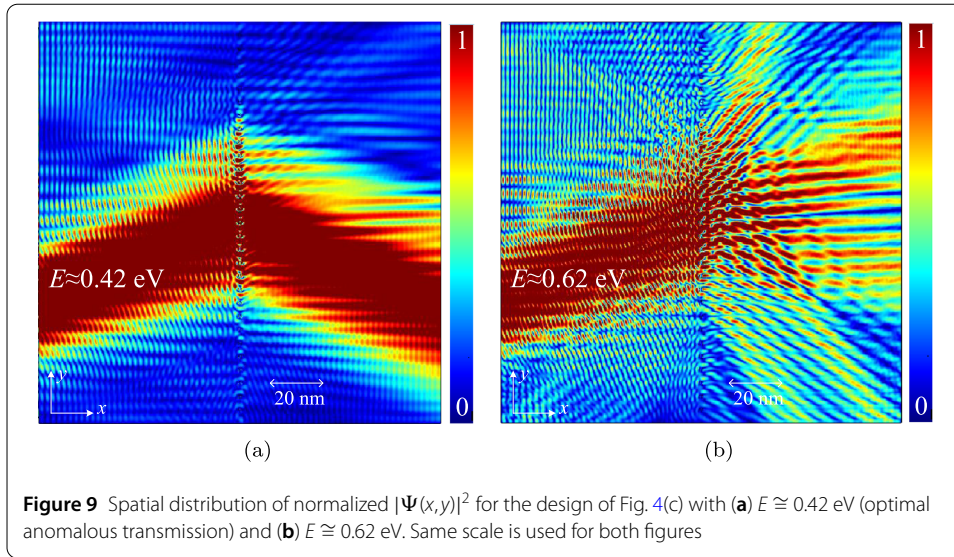 1
E≈0.42 eV
y
x
20 nm
0
1
E≈0.62 eV
y
x
20 nm
0
(a)
(b)
Figure 9 Spatial distribution of normalized |Ψ(x, y)|² for the design of Fig. 4(c) with (a) E ≅ 0.42 eV (optimal
anomalous transmission) and (b) E ≅ 0.62 eV. Same scale is used for both figures